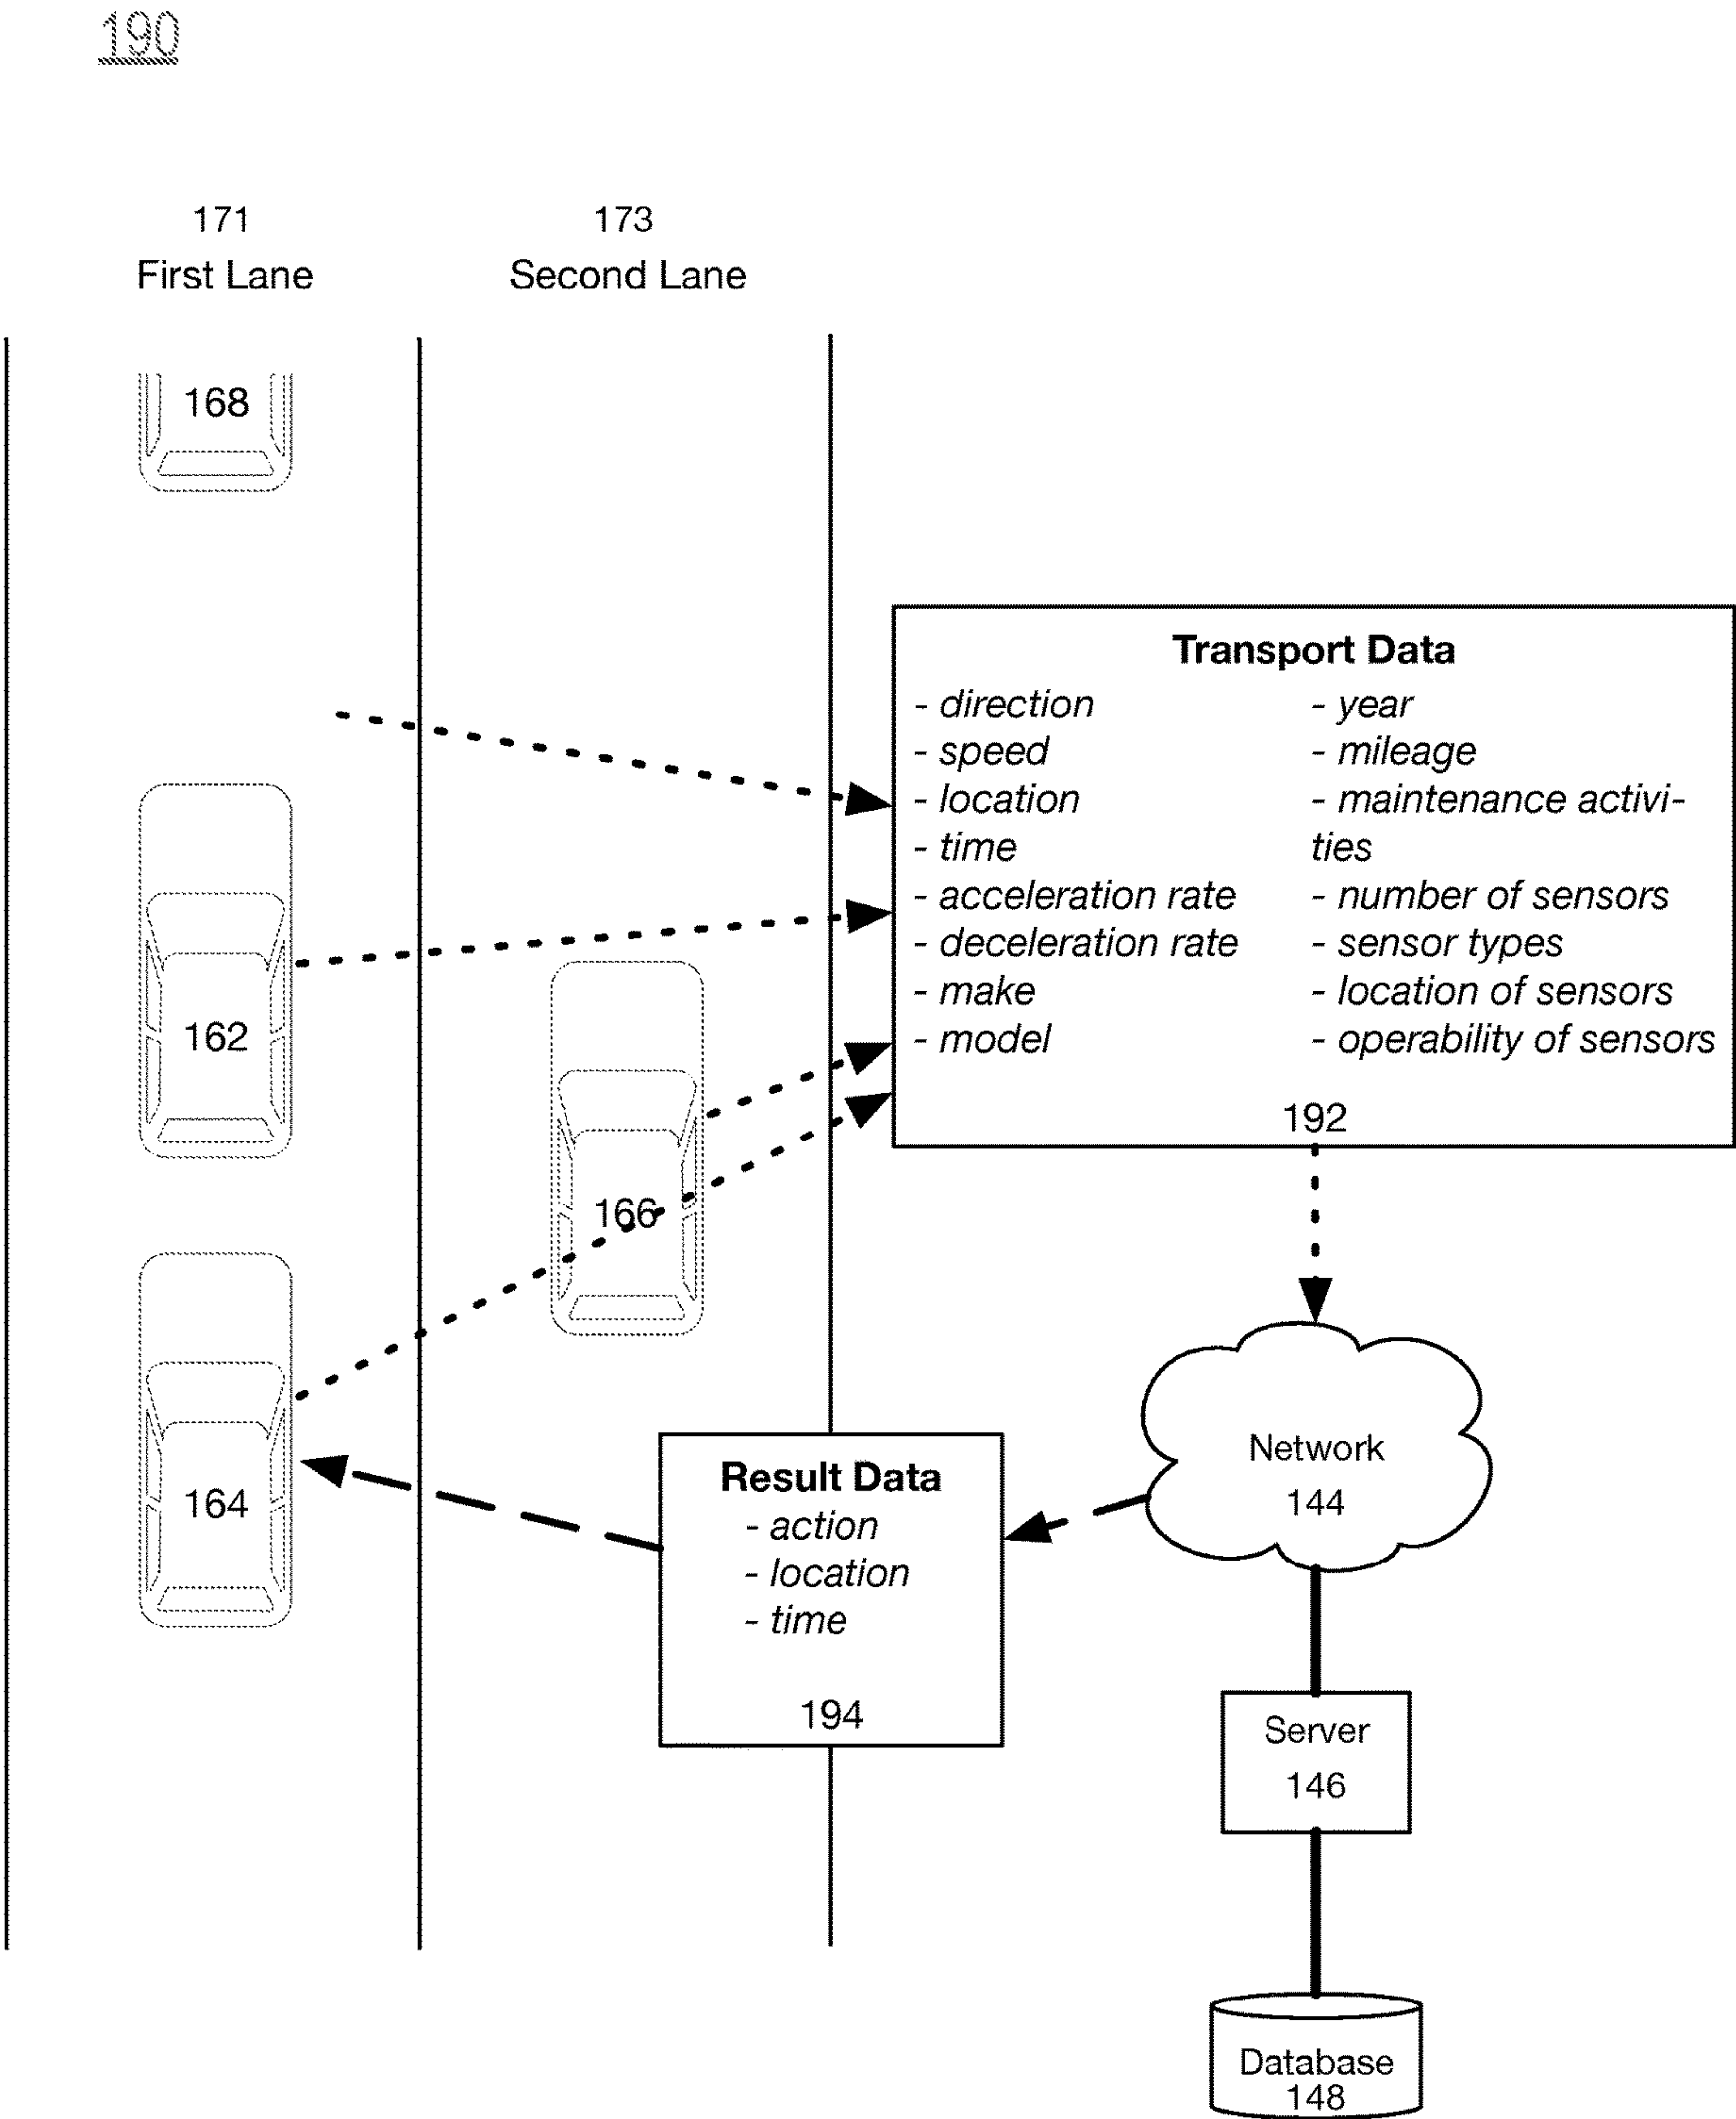 190
171
First Lane
173
Second Lane
168
162
166
164
Transport Data
- direction
- speed
- location
- time
- acceleration rate
- deceleration rate
- make
- model
- year
- mileage
- maintenance activi-
ties
- number of sensors
- sensor types
- location of sensors
- operability of sensors
192
Network
144
Result Data
- action
- location
- time
194
Server
146
Database
148